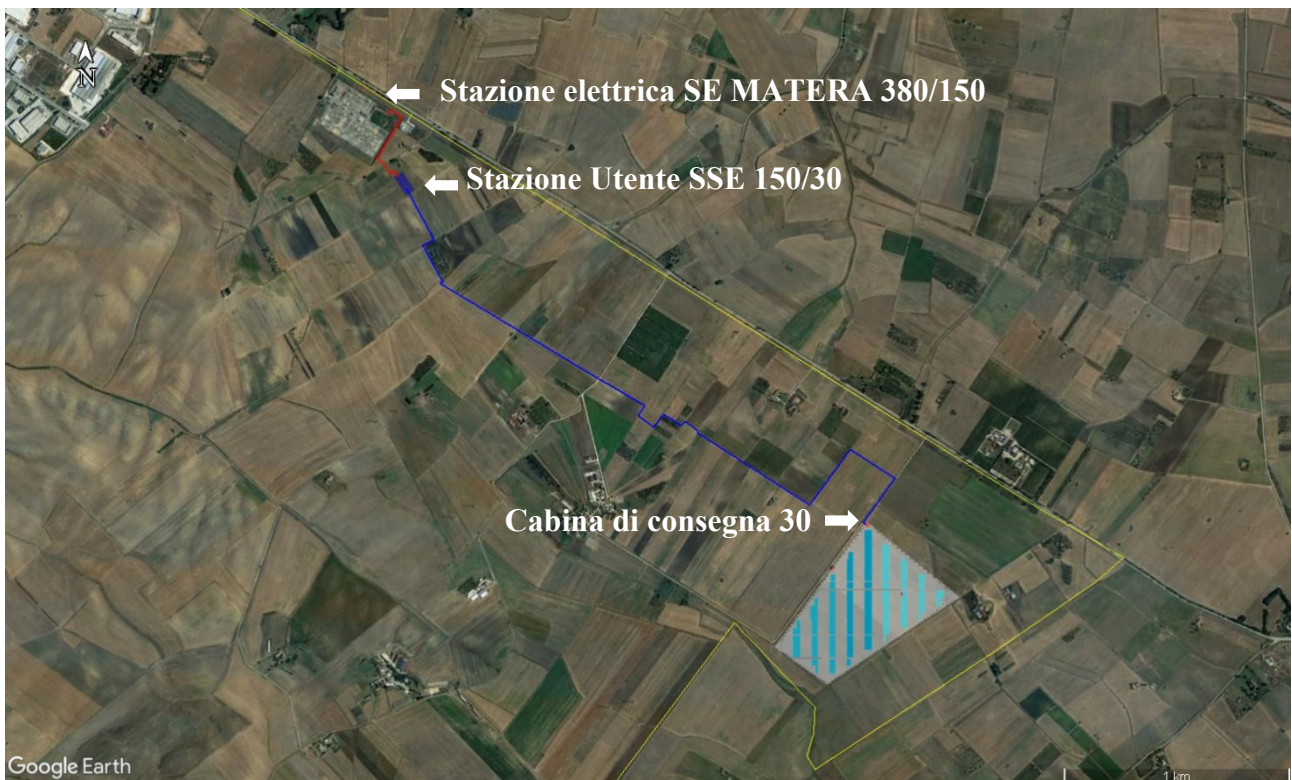 N
Stazione elettrica SE MATERA 380/150
Stazione Utente SSE 150/30
Cabina di consegna 30
Google Earth
1 km